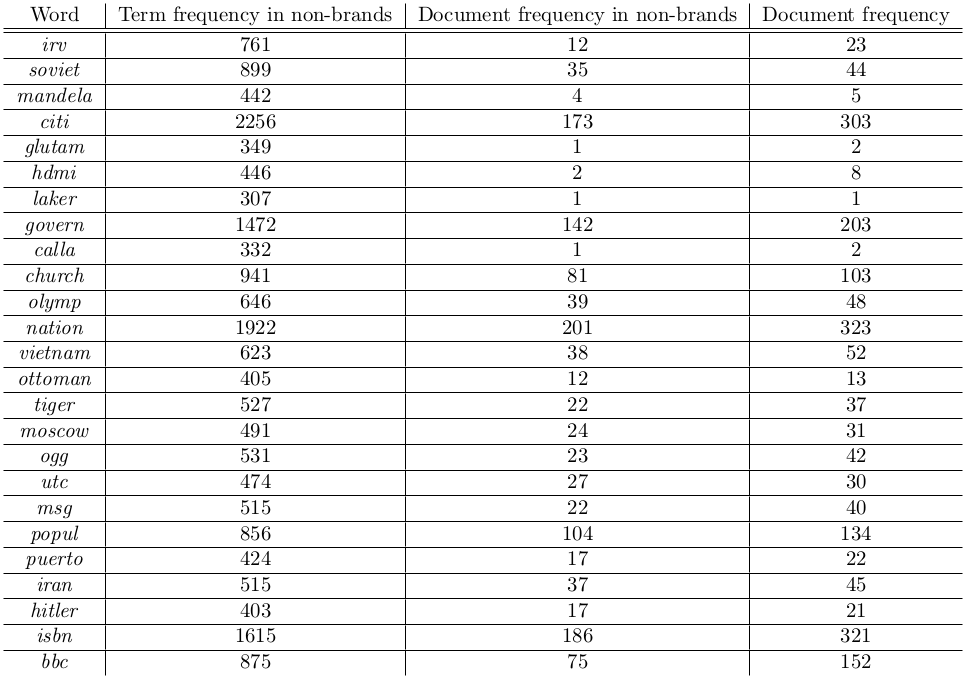 Word Term frequency in non-brands Document frequency in non-brands Document frequency
irv 761 12 23
soviet 899 35 44
mandela 442 4 5
citi 2256 173 303
glutam 349 1 2
hdmi 446 2 8
laker 307 1 1
govern 1472 142 203
calla 332 1 2
church 941 81 103
olymp 646 39 48
nation 1922 201 323
vietnam 623 38 52
ottoman 405 12 13
tiger 527 22 37
moscow 491 24 31
ogg 531 23 42
utc 474 27 30
msg 515 22 40
popul 856 104 134
puerto 424 17 22
iran 515 37 45
hitler 403 17 21
isbn 1615 186 321
bbc 875 75 152